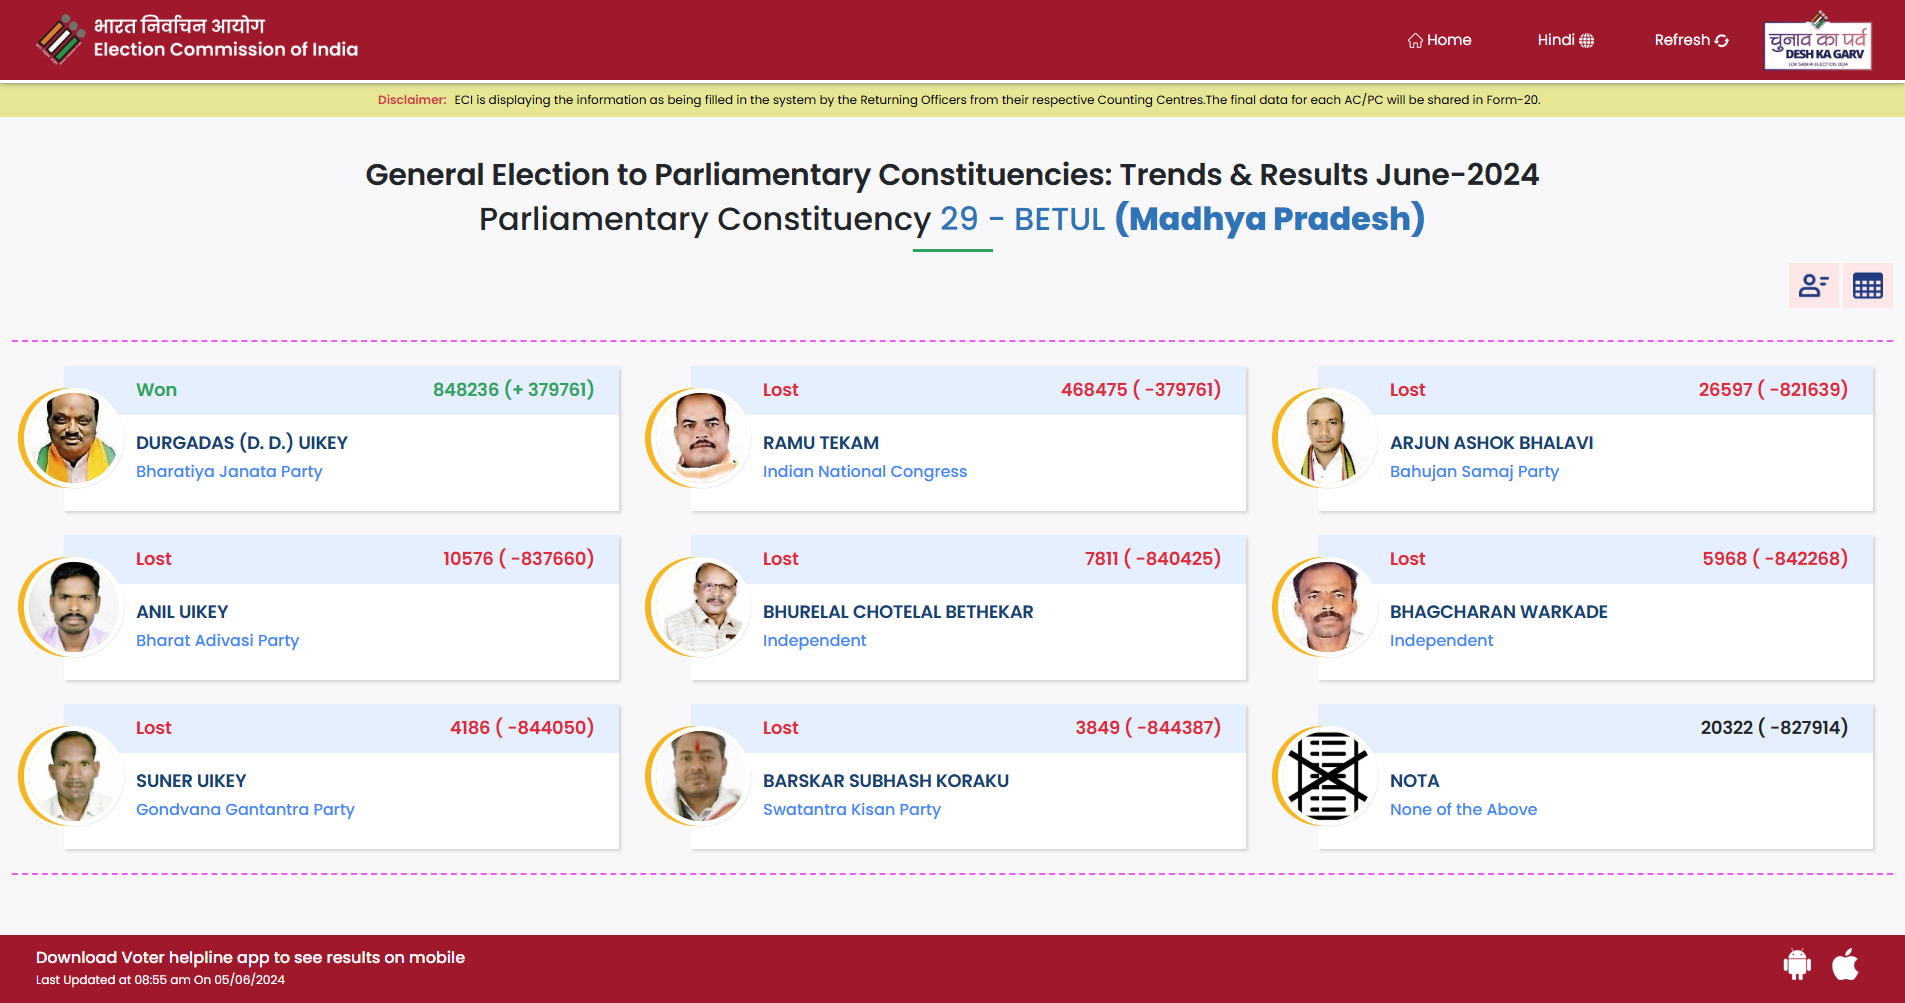 भारत निर्वाचन आयोग
Election Commission of India
Home
Hindi
Refresh
चुनाव का पर्व
DESH KA GARV
LOK SABHA ELECTION 2024
Disclaimer: ECI is displaying the information as being filled in the system by the Returning Officers from their respective Counting Centres.The final data for each AC/PC will be shared in Form-20.
General Election to Parliamentary Constituencies: Trends & Results June-2024
Parliamentary Constituency 29 - BETUL (Madhya Pradesh)
Won 848236 (+ 379761)
DURGADAS (D. D.) UIKEY
Bharatiya Janata Party
Lost 468475 ( -379761)
RAMU TEKAM
Indian National Congress
Lost 26597 ( -821639)
ARJUN ASHOK BHALAVI
Bahujan Samaj Party
Lost 10576 ( -837660)
ANIL UIKEY
Bharat Adivasi Party
Lost 7811 ( -840425)
BHURELAL CHOTELAL BETHEKAR
Independent
Lost 5968 ( -842268)
BHAGCHARAN WARKADE
Independent
Lost 4186 ( -844050)
SUNER UIKEY
Gondvana Gantantra Party
Lost 3849 ( -844387)
BARSKAR SUBHASH KORAKU
Swatantra Kisan Party
20322 ( -827914)
NOTA
None of the Above
Download Voter helpline app to see results on mobile
Last Updated at 08:55 am On 05/06/2024